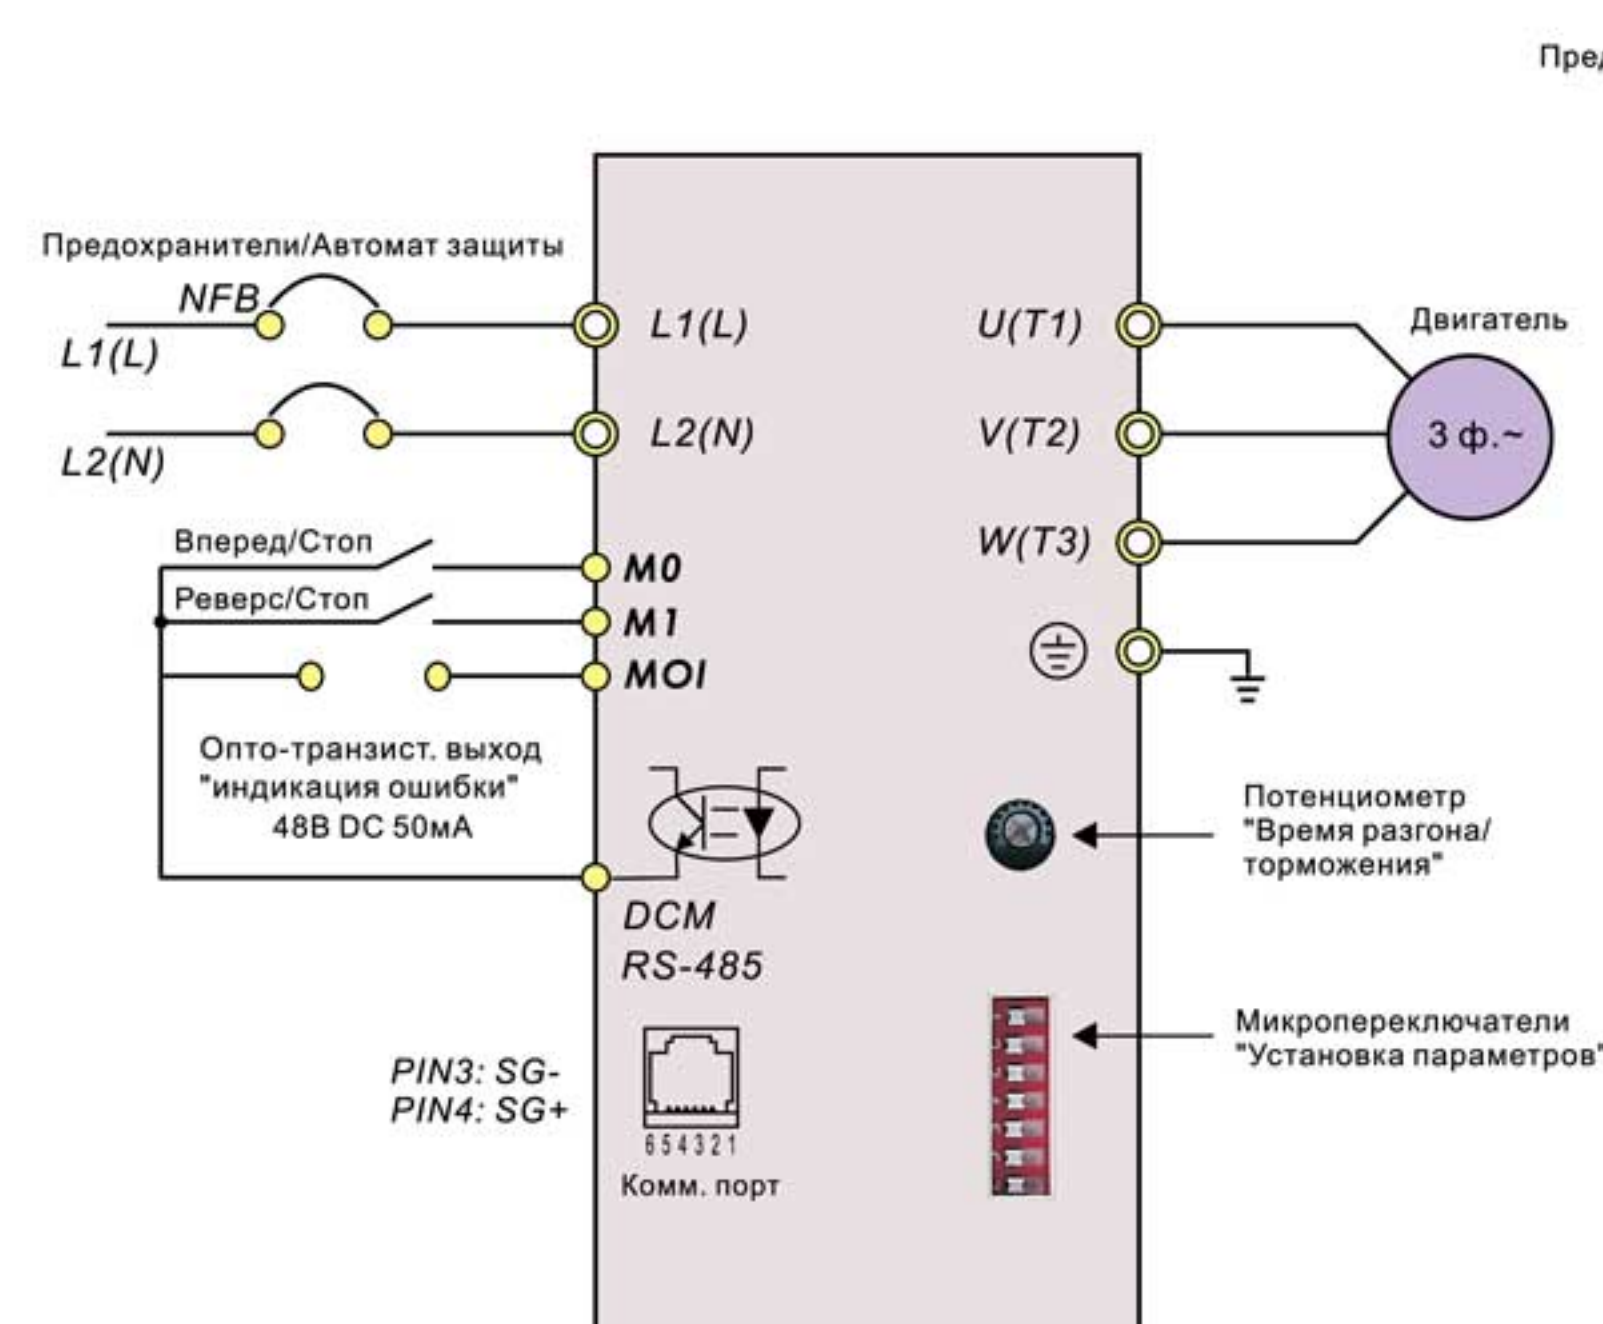 Пред
Предохранители/Автомат защиты
NFB
L1(L)
L2(N)
L1(L)
L2(N)
U(T1)
V(T2)
W(T3)
Двигатель
3 ф.~
Вперед/Стоп
Реверс/Стоп
M0
M1
MOI
Опто-транзист. выход
"индикация ошибки"
48В DC 50мА
DCM
RS-485
PIN3: SG-
PIN4: SG+
654321
Комм. порт
Потенциометр
"Время разгона/
торможения"
Микропереключатели
"Установка параметров"